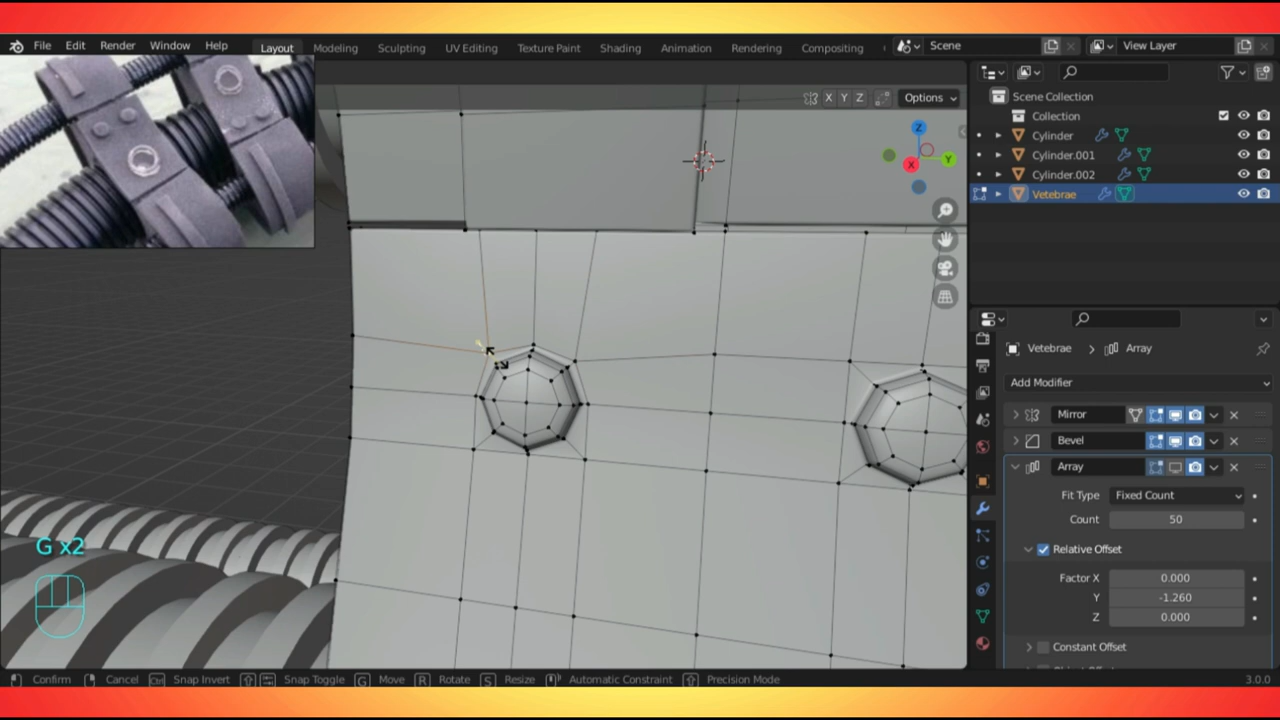 File Edit Render Window Help Layout Modeling Sculpting UV Editing Texture Paint Shading Animation Rendering Compositing Scene View Layer
X Y Z Options
Scene Collection
Collection
Cylinder
Cylinder.001
Cylinder.002
Vetebrae
Z
Y
X
Vetebrae Array
Add Modifier
Mirror
Bevel
Array
Fit Type Fixed Count
Count 50
Relative Offset
Factor X 0.000
Y -1.260
Z 0.000
Constant Offset
G x2
Confirm Cancel Ctrl Snap Invert Snap Toggle G Move R Rotate S Resize Automatic Constraint Precision Mode 3.0.0